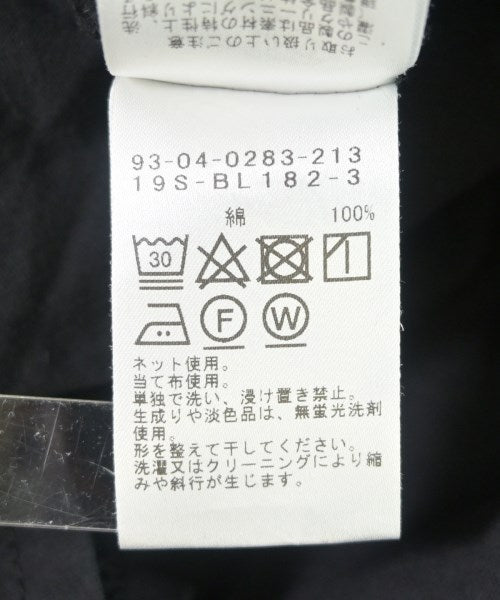 93-04-0283-213
19S-BL182-3
綿 100%
30
F W
ネット使用。
当て布使用。
単独で洗い、浸け置き禁止。
生成りや淡色品は、無蛍光洗剤
使用。
形を整えて干してください。
洗濯又はクリーニングにより縮
みや斜行が生じます。